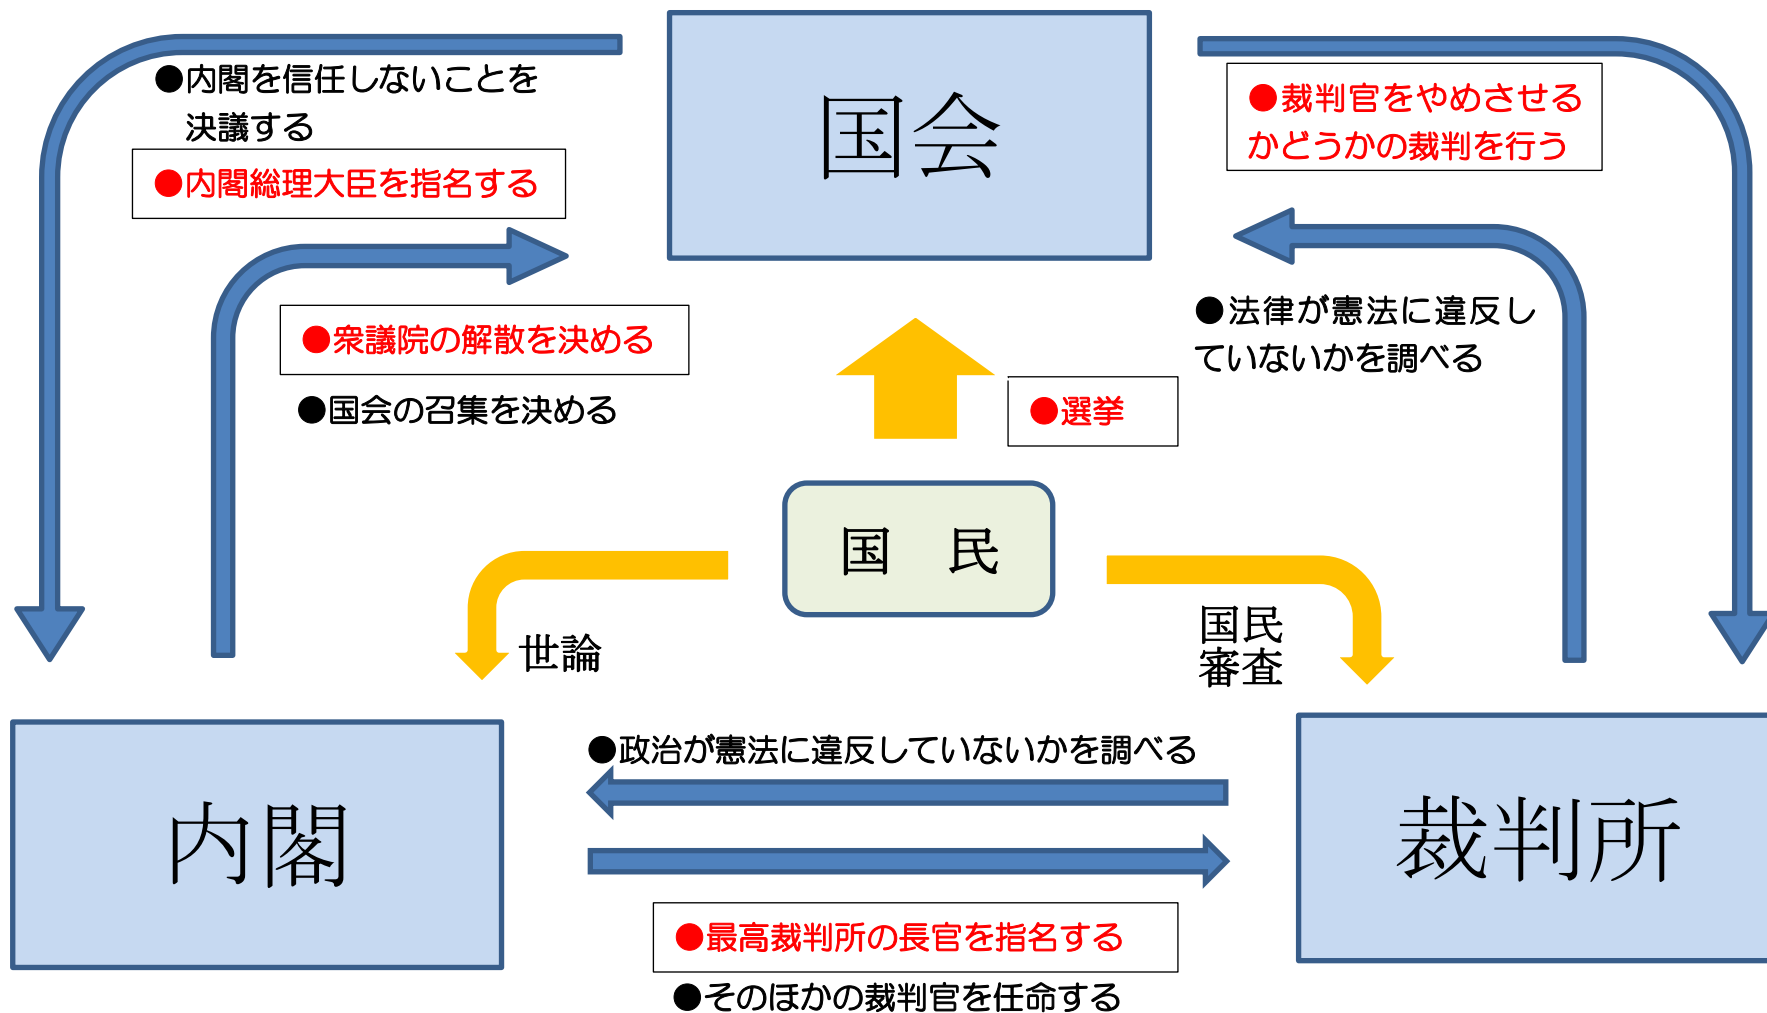 国会
●内閣を信任しないことを
決議する
●内閣総理大臣を指名する
●裁判官をやめさせる
かどうかの裁判を行う
●衆議院の解散を決める
●国会の召集を決める
●法律が憲法に違反し
ていないかを調べる
●選挙
国　民
世論
国民
審査
内閣
●政治が憲法に違反していないかを調べる
裁判所
●最高裁判所の長官を指名する
●そのほかの裁判官を任命する